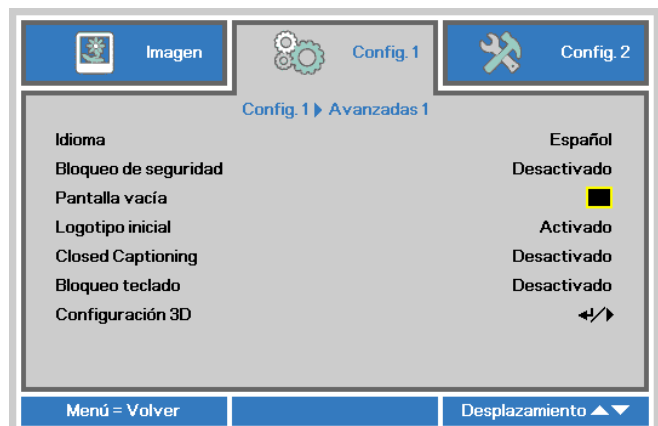 Imagen
Config. 1
Config. 2
Config. 1 ▶ Avanzadas 1
Idioma Español
Bloqueo de seguridad Desactivado
Pantalla vacía
Logotipo inicial Activado
Closed Captioning Desactivado
Bloqueo teclado Desactivado
Configuración 3D ↵/▶
Menú = Volver
Desplazamiento ▲▼